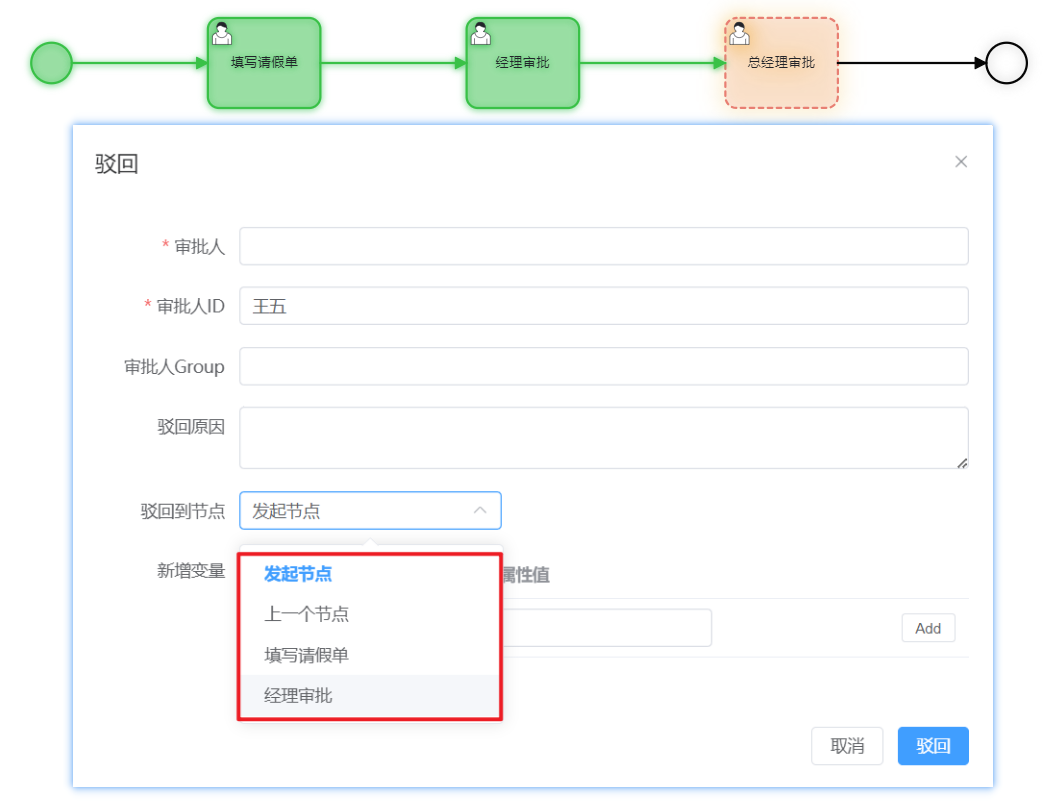 填写请假单
经理审批
总经理审批
驳回
* 审批人
* 审批人ID 王五
审批人Group
驳回原因
驳回到节点 发起节点
新增变量
发起节点
属性值
上一个节点
Add
填写请假单
经理审批
取消
驳回